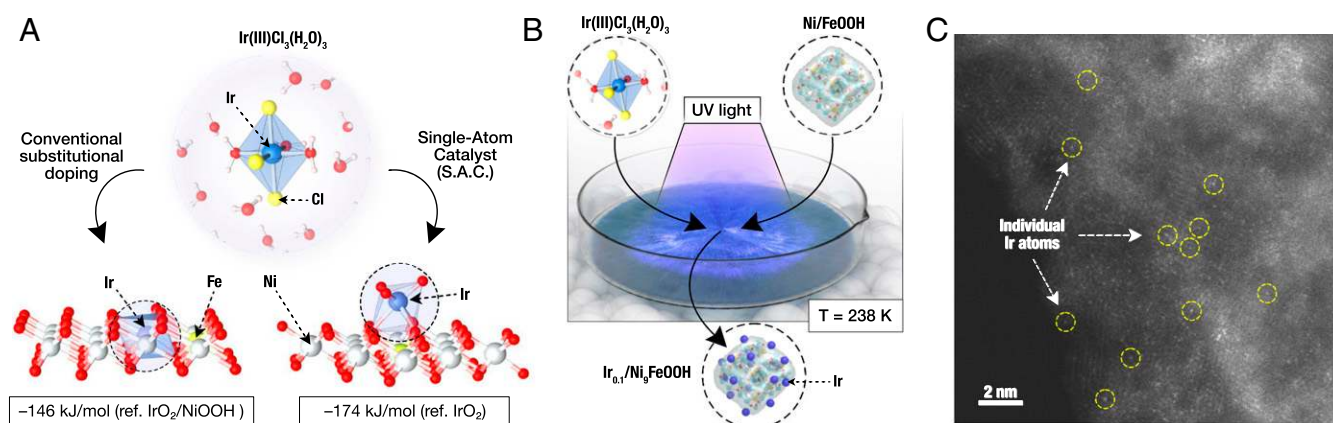 A
Ir(III)Cl3(H2O)3
Ir
Conventional
substitutional
doping
Single-Atom
Catalyst
(S.A.C.)
Cl
Ir
Fe
Ni
Ir
–146 kJ/mol (ref. IrO2/NiOOH )
–174 kJ/mol (ref. IrO2)
B
Ir(III)Cl3(H2O)3
Ni/FeOOH
UV light
T = 238 K
Ir0.1/Ni9FeOOH
Ir
C
Individual
Ir atoms
2 nm